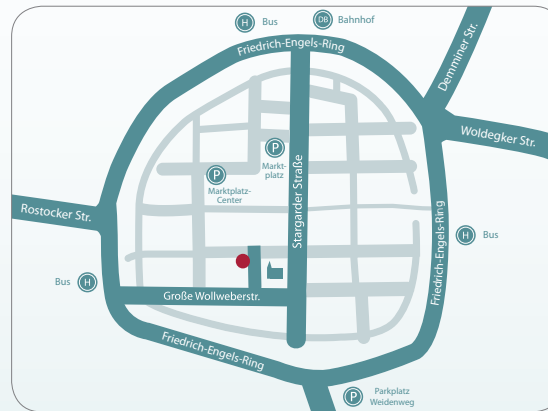 H
Bus
DB
Bahnhof
Friedrich-Engels-Ring
Demminer Str.
Woldegker Str.
P
Markt-
platz
P
Marktplatz-
Center
Stargarder Straße
Rostocker Str.
Friedrich-Engels-Ring
H
Bus
Bus
H
Große Wollweberstr.
Friedrich-Engels-Ring
P
Parkplatz
Weidenweg